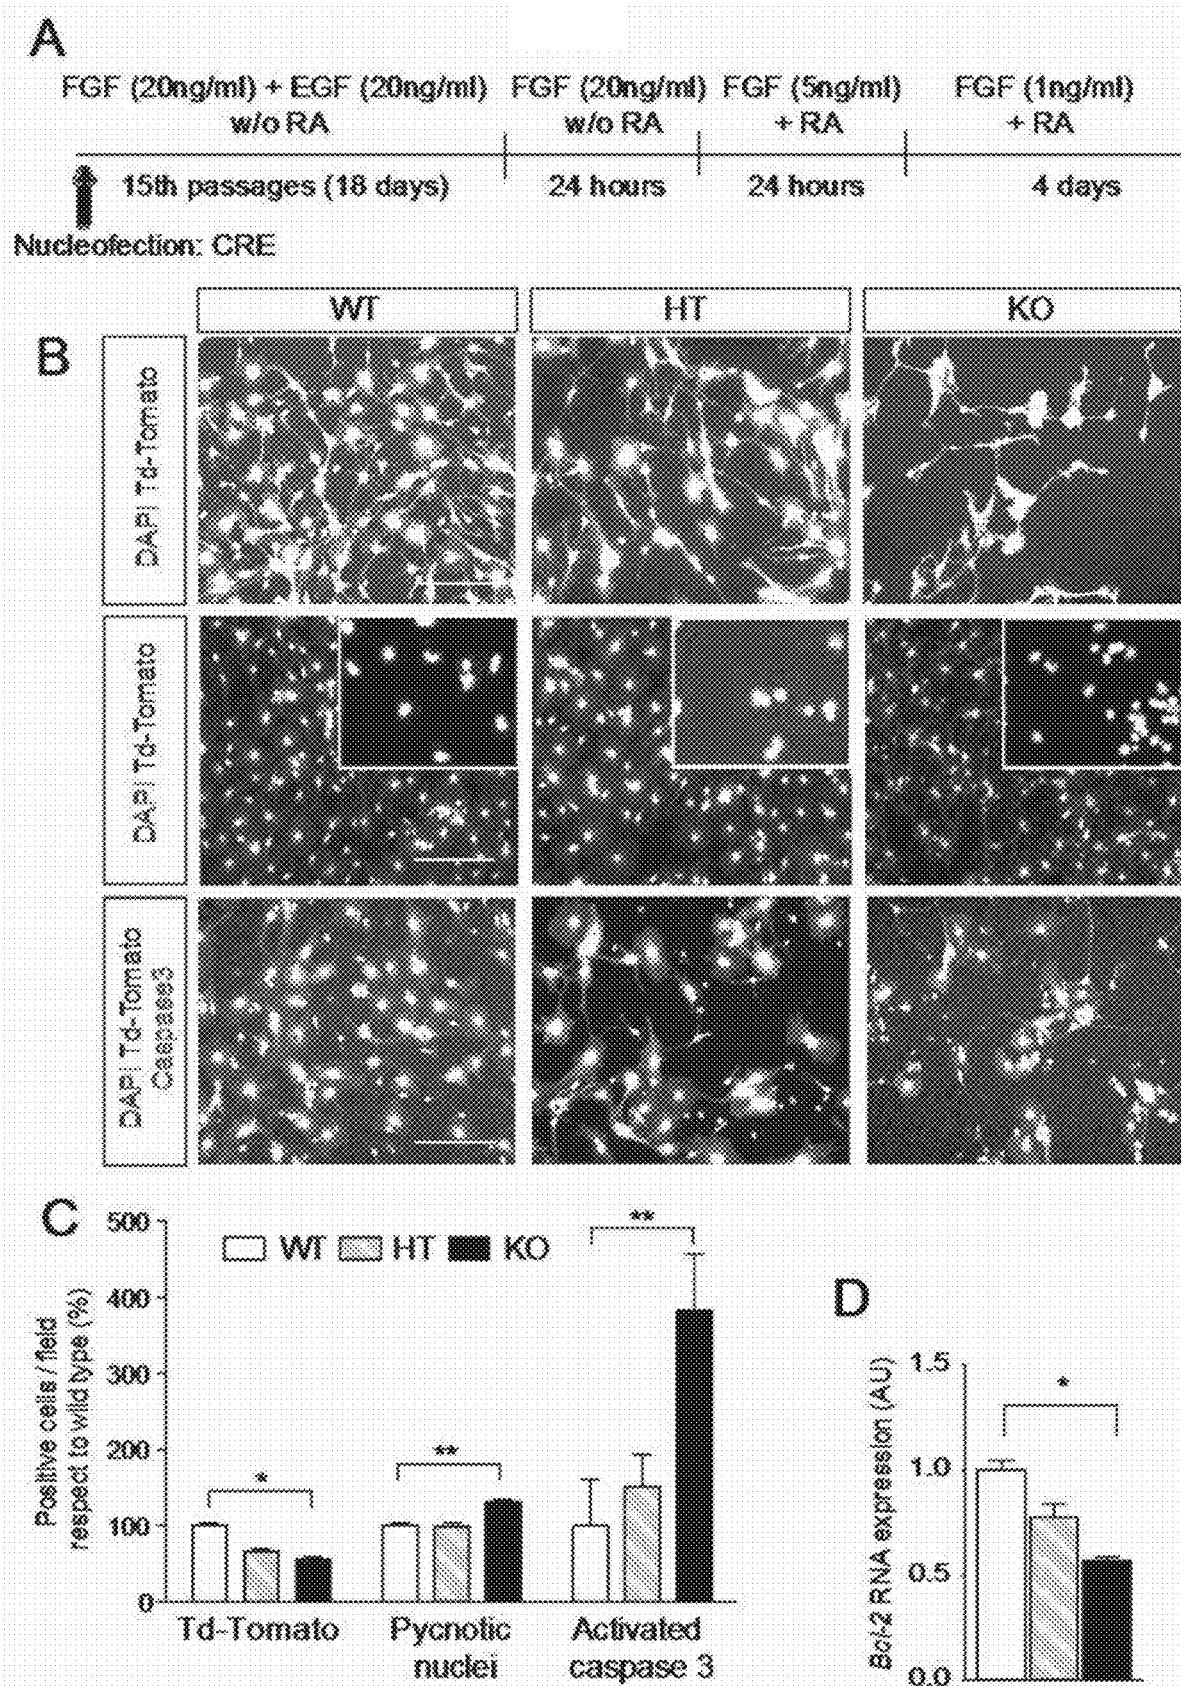 A
FGF (20ng/ml) + EGF (20ng/ml)
w/o RA
FGF (20ng/ml)
w/o RA
FGF (5ng/ml)
+ RA
FGF (1ng/ml)
+ RA
15th passages (18 days)
24 hours
24 hours
4 days
Nucleofection: CRE
WT
HT
KO
B
DAPI Td-Tomato
DAPI Td-Tomato
DAPI Td-Tomato
Caspase3
C
Positive cells / field
respect to wild type (%)
500
400
300
200
100
0
WT
HT
KO
*
**
**
Td-Tomato
Pycnotic
nuclei
Activated
caspase 3
D
Bcl-2 RNA expression (AU)
1.5
1.0
0.5
0.0
*